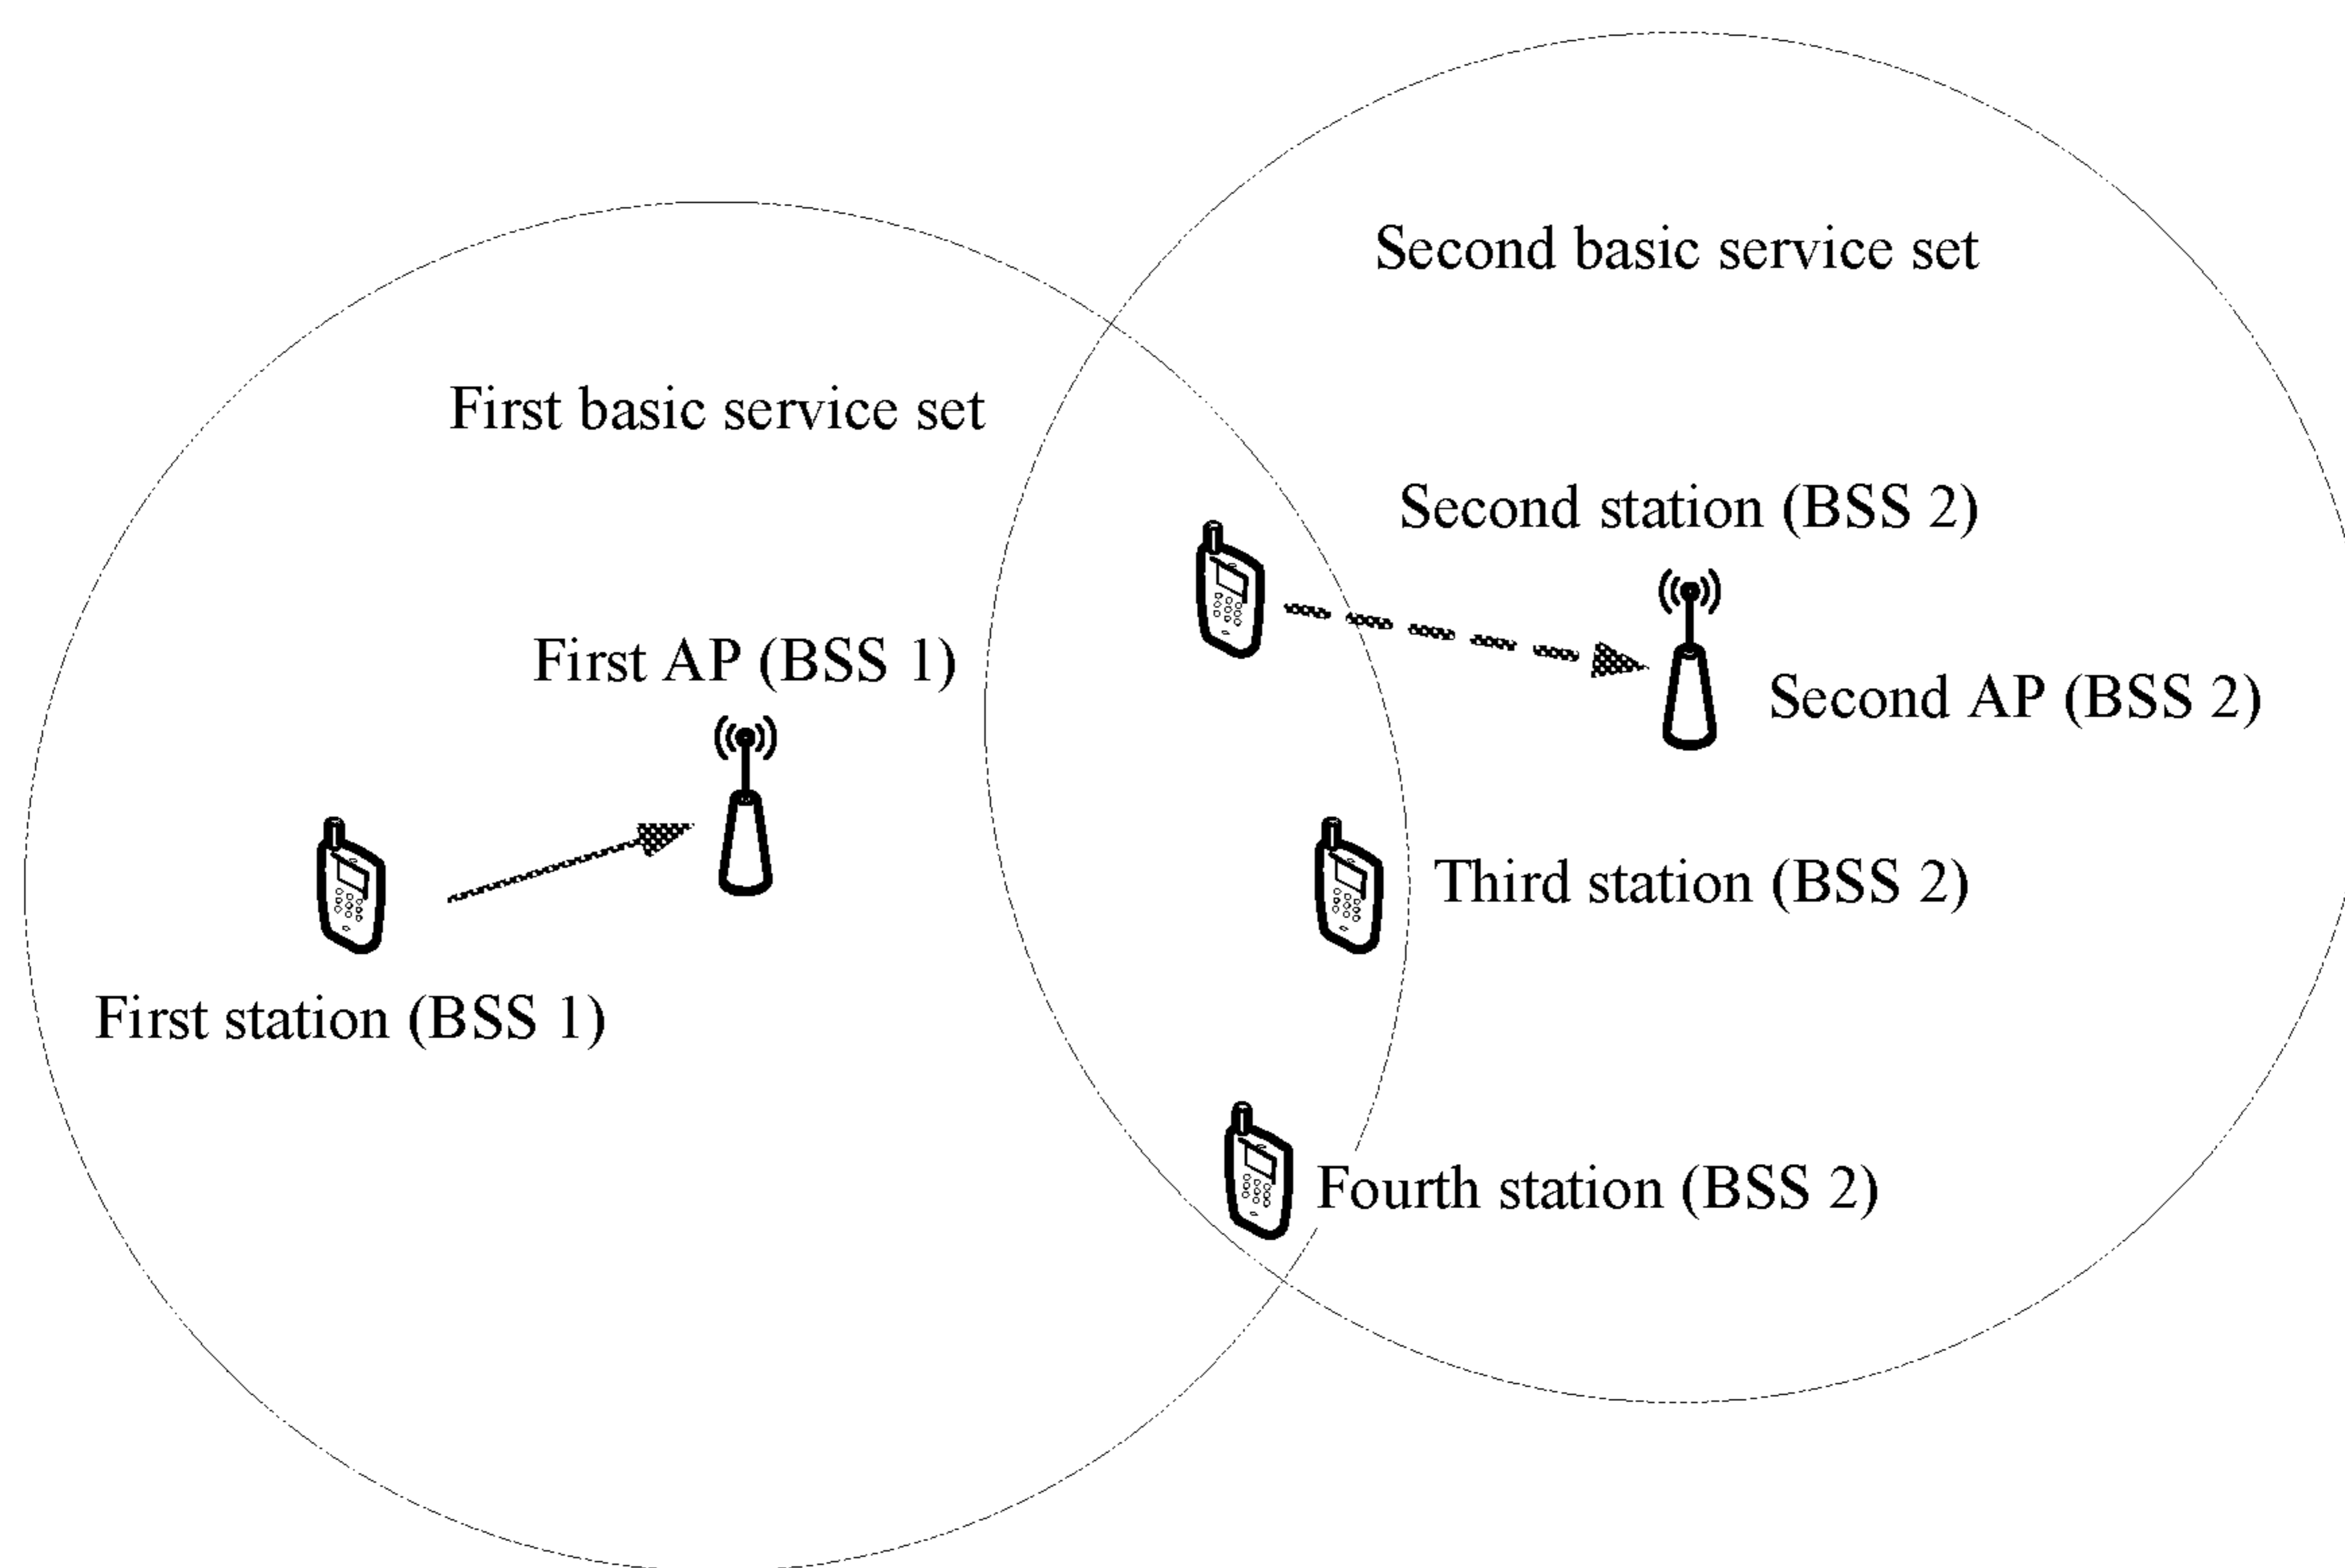 Second basic service set
First basic service set
Second station (BSS 2)
First AP (BSS 1)
Second AP (BSS 2)
Third station (BSS 2)
First station (BSS 1)
Fourth station (BSS 2)